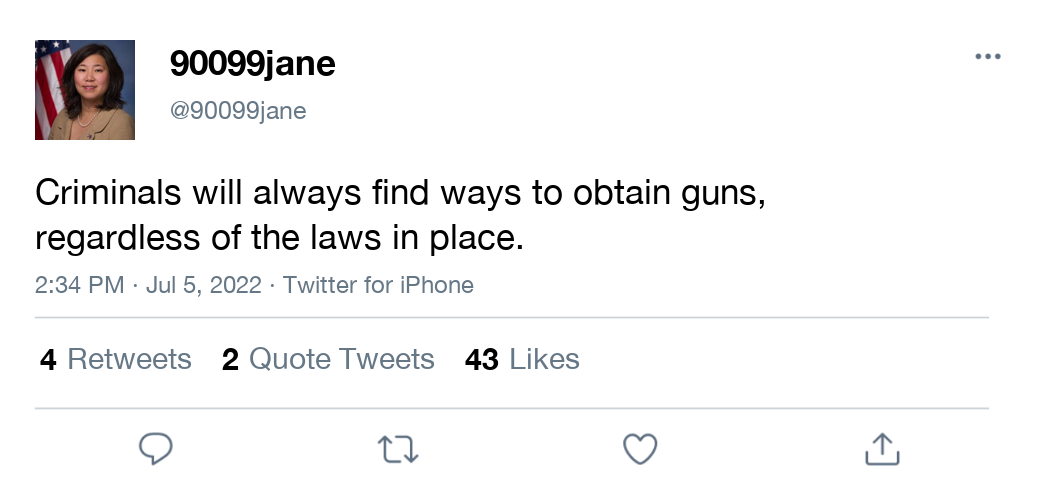 90099jane
@90099jane
Criminals will always find ways to obtain guns,
regardless of the laws in place.
2:34 PM · Jul 5, 2022 · Twitter for iPhone
4 Retweets 2 Quote Tweets 43 Likes